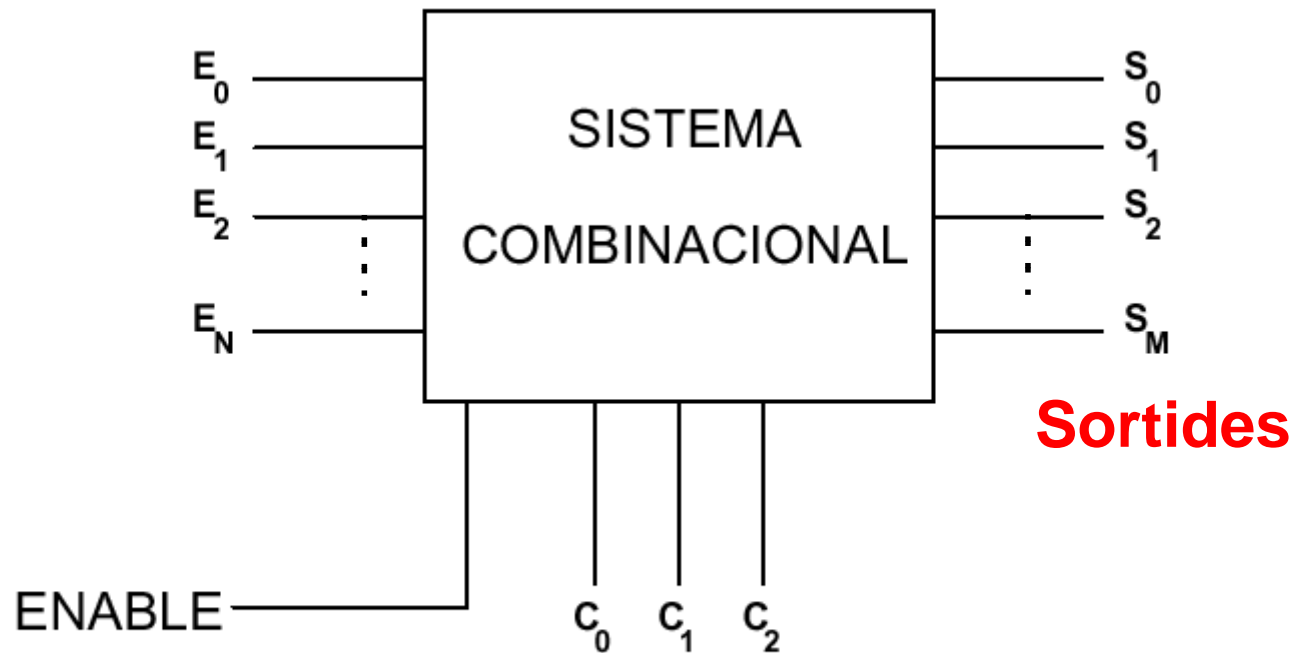 E0
S0
SISTEMA
E1
S1
E2
S2
COMBINACIONAL
EN
SM
Sortides
ENABLE
C0 C1 C2